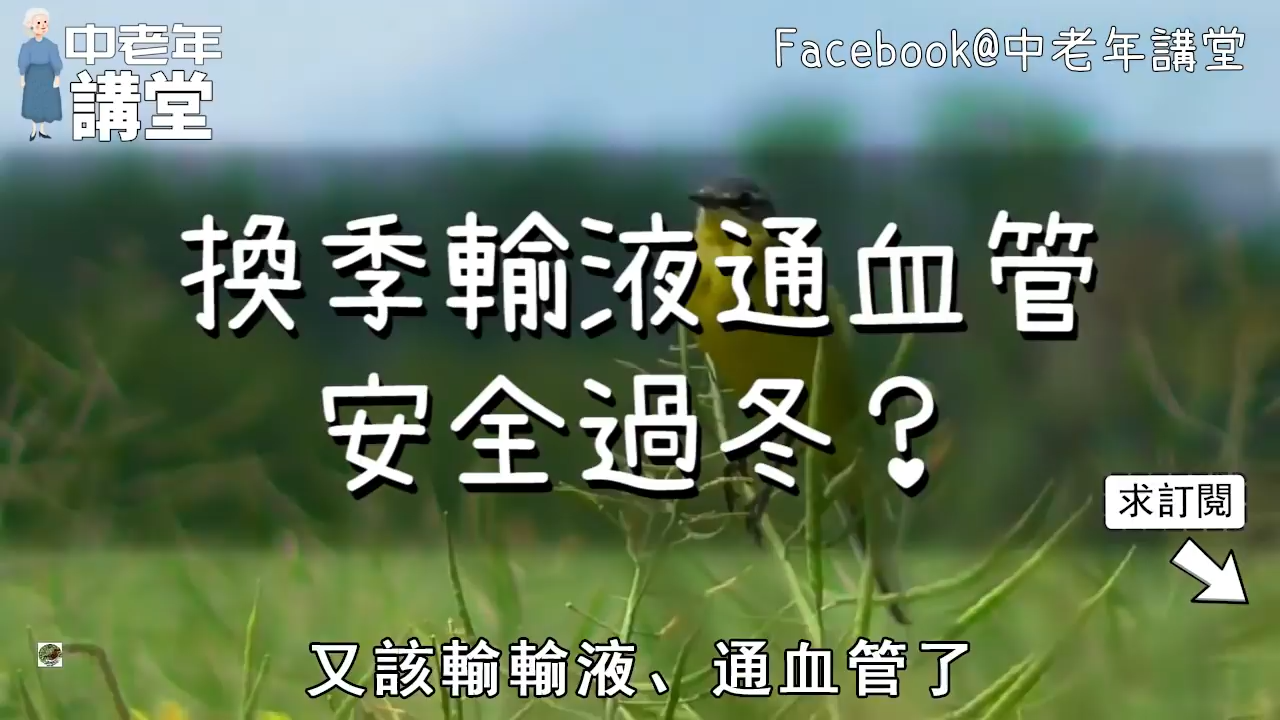 中老年
講堂
Facebook@中老年講堂
換季輸液通血管
安全過冬？
求訂閱
又該輸輸液、通血管了